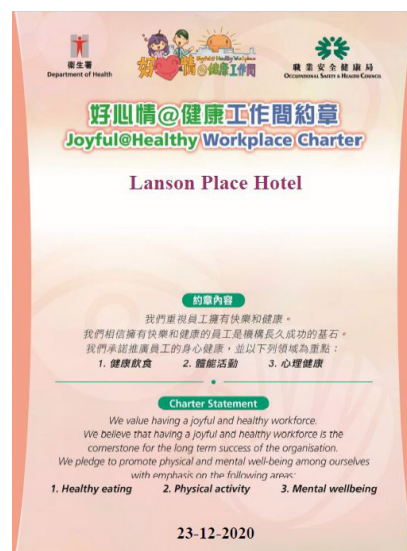 衞生署
Department of Health
Joyful@Healthy Workplace
好心情@健康工作間
職業安全健康局
OCCUPATIONAL SAFETY & HEALTH COUNCIL
好心情@健康工作間約章
Joyful@Healthy Workplace Charter
Lanson Place Hotel
約章內容
我們重視員工擁有快樂和健康。
我們相信擁有快樂和健康的員工是機構長久成功的基石。
我們承諾推廣員工的身心健康，並以下列領域為重點：
1. 健康飲食 2. 體能活動 3. 心理健康
Charter Statement
We value having a joyful and healthy workforce.
We believe that having a joyful and healthy workforce is the
cornerstone for the long term success of the organisation.
We pledge to promote physical and mental well-being among ourselves
with emphasis on the following areas:
1. Healthy eating 2. Physical activity 3. Mental wellbeing
23-12-2020